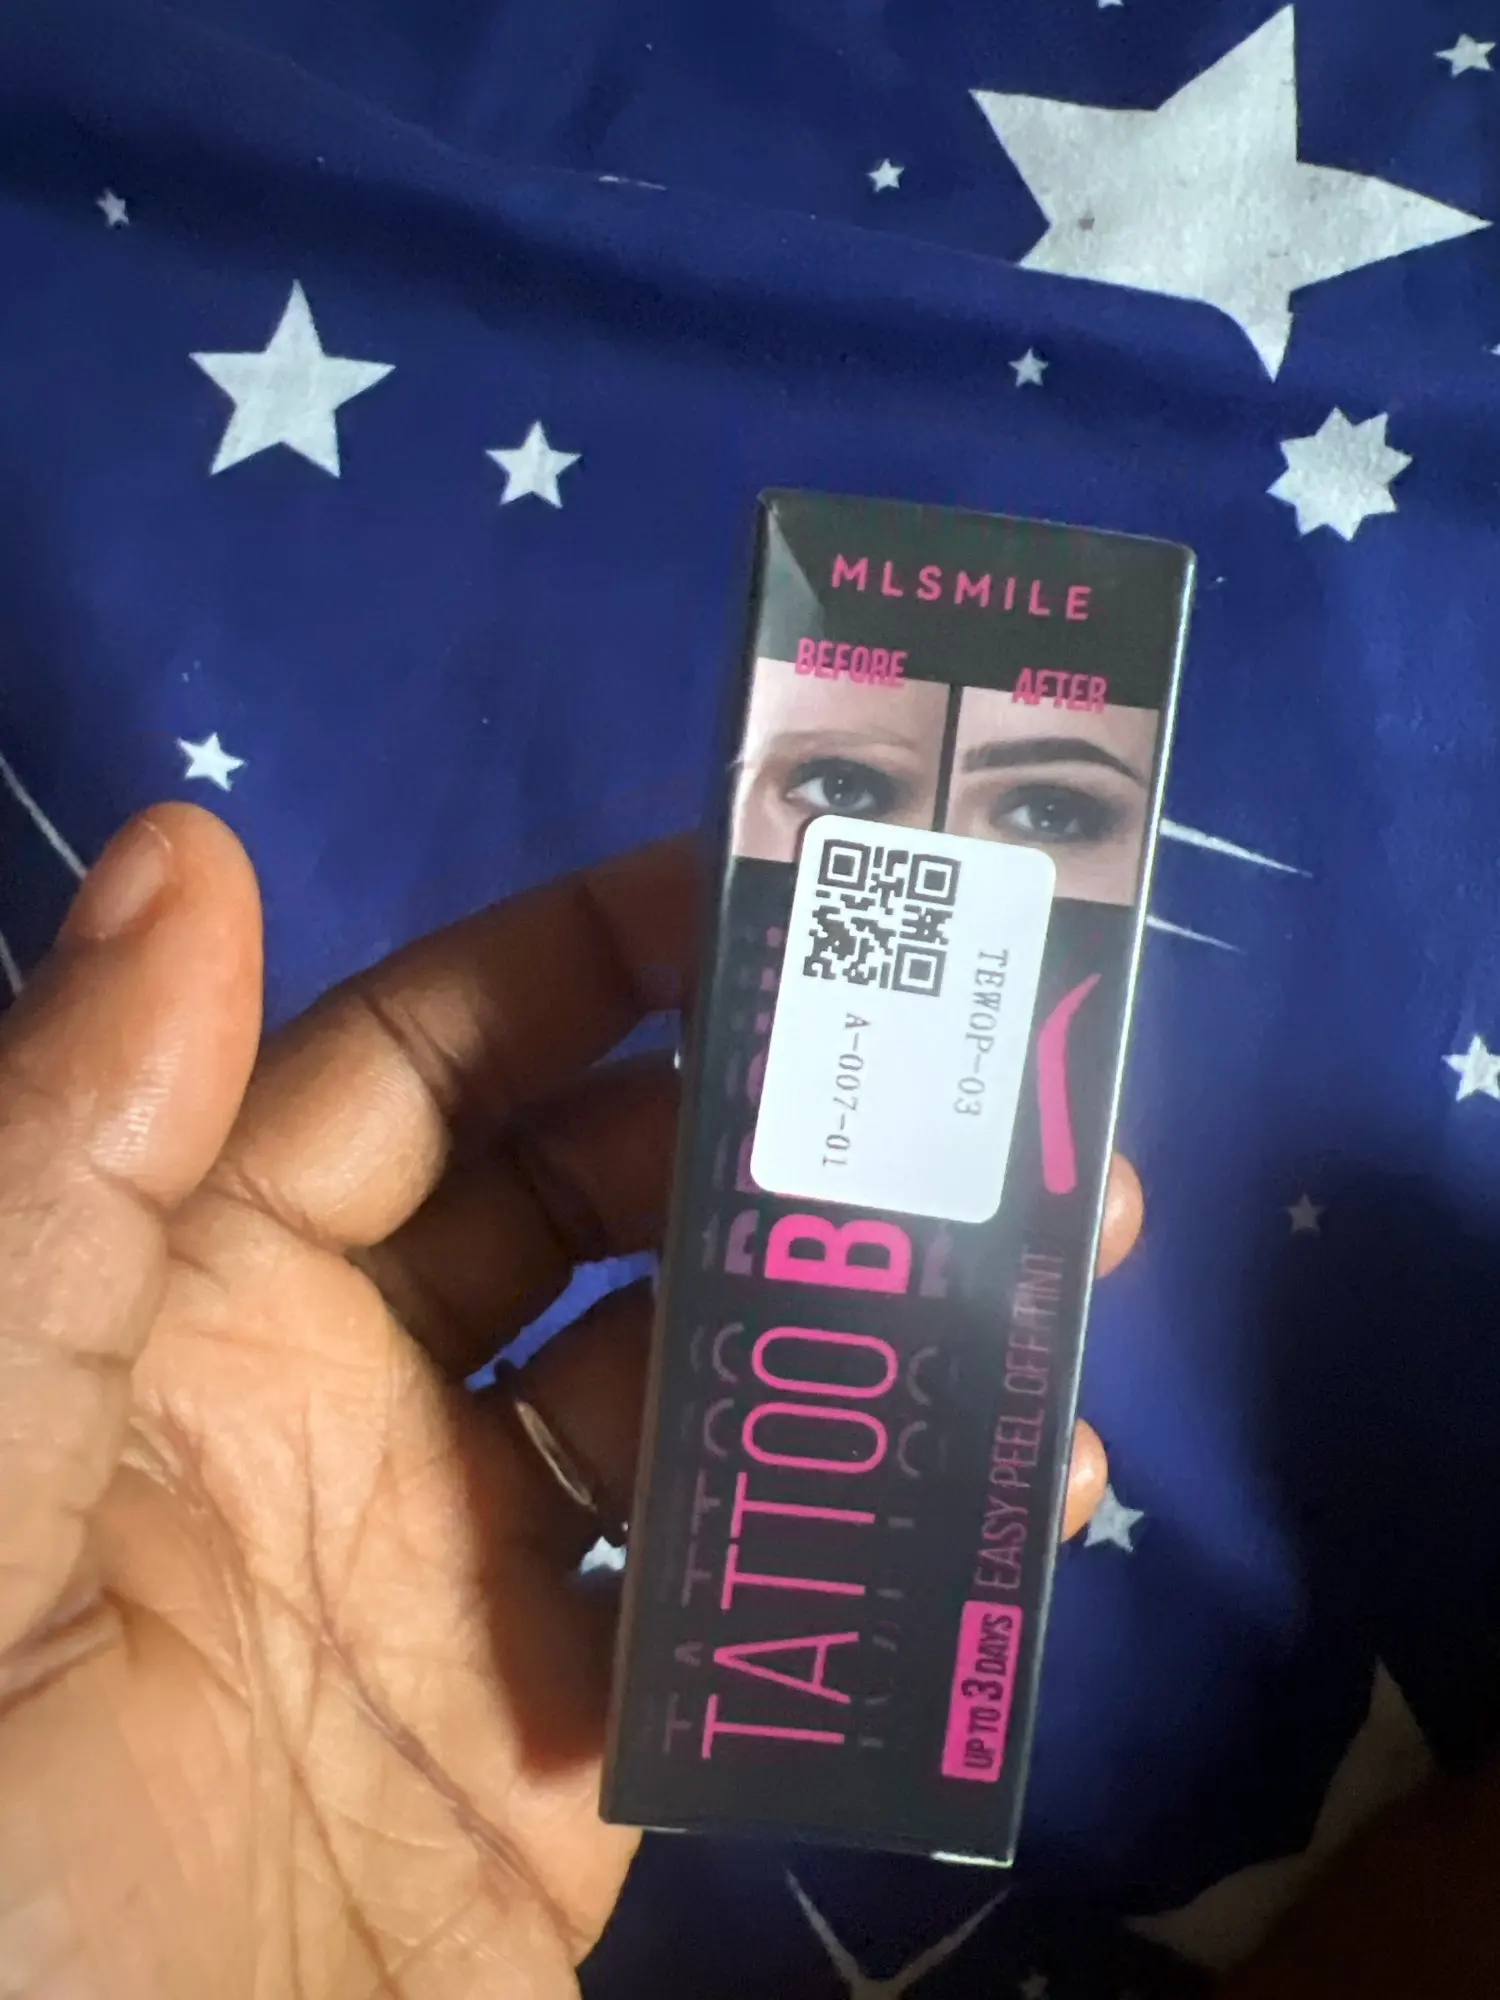 MLSMILE
BEFORE
AFTER
TEWOP-03
A-007-01
TATTOO B
UP TO 3 DAYS EASY PEEL OFF TINT